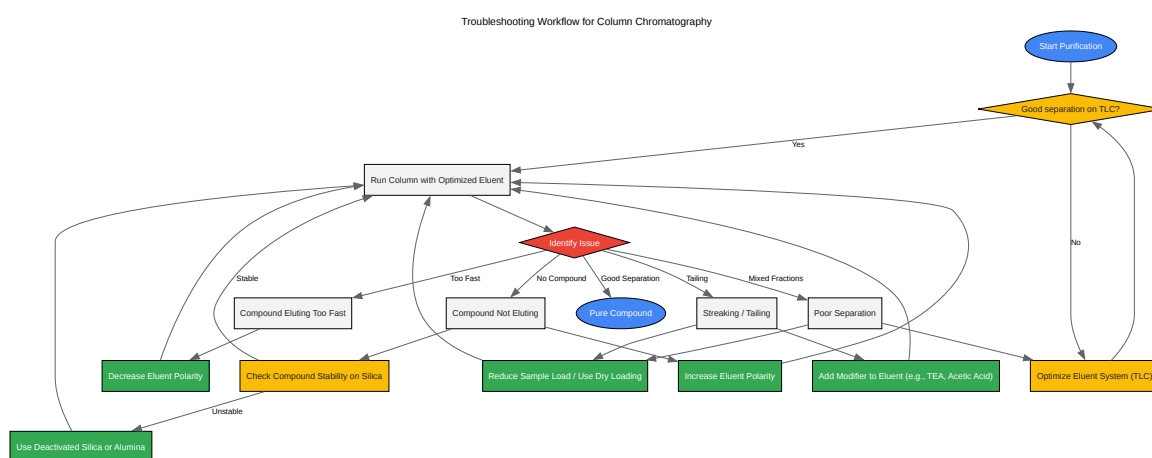 Troubleshooting Workflow for Column Chromatography
Start Purification
Good separation on TLC?
Yes
Run Column with Optimized Eluent
No
Identify Issue
Stable
Too Fast
No Compound
Good Separation
Tailing
Mixed Fractions
Compound Eluting Too Fast
Compound Not Eluting
Pure Compound
Streaking / Tailing
Poor Separation
Decrease Eluent Polarity
Check Compound Stability on Silica
Reduce Sample Load / Use Dry Loading
Increase Eluent Polarity
Add Modifier to Eluent (e.g., TEA, Acetic Acid)
Optimize Eluent System (TLC)
Unstable
Use Deactivated Silica or Alumina